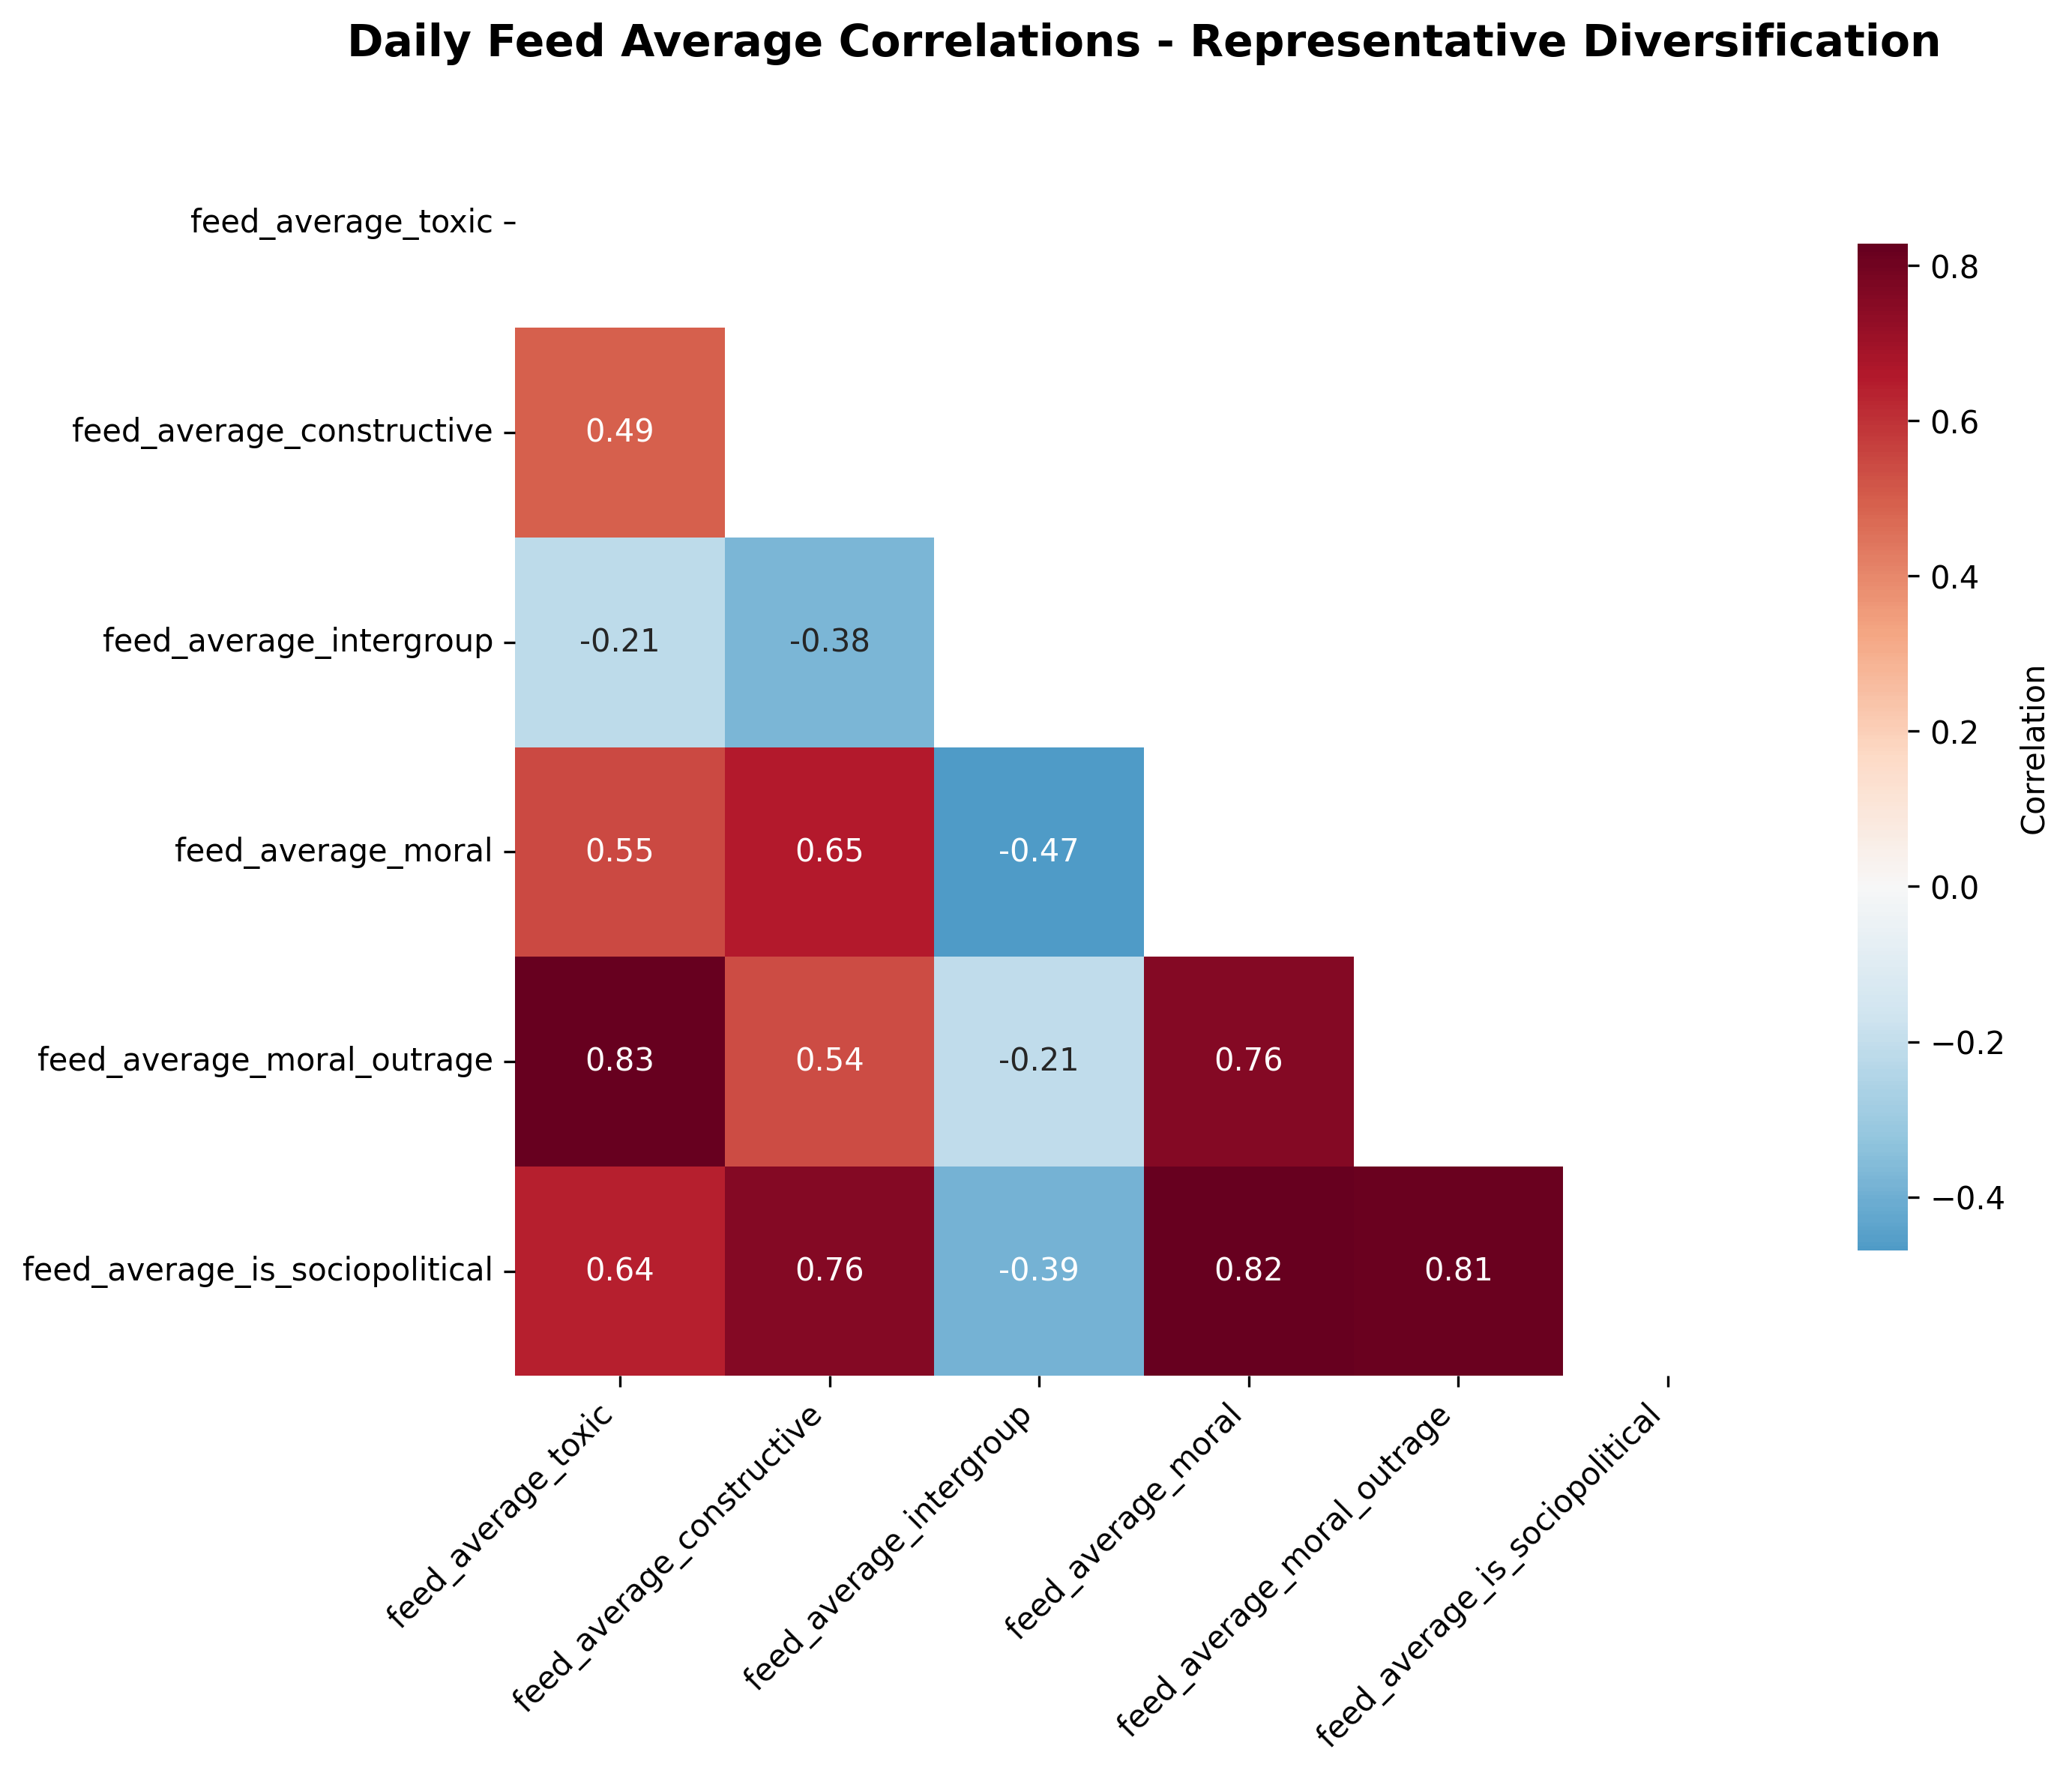 Daily Feed Average Correlations - Representative Diversification
feed_average_toxic
feed_average_constructive
0.49
feed_average_intergroup
-0.21
-0.38
feed_average_moral
0.55
0.65
-0.47
feed_average_moral_outrage
0.83
0.54
-0.21
0.76
feed_average_is_sociopolitical
0.64
0.76
-0.39
0.82
0.81
feed_average_toxic
feed_average_constructive
feed_average_intergroup
feed_average_moral
feed_average_moral_outrage
feed_average_is_sociopolitical
0.8
0.6
0.4
0.2
0.0
−0.2
−0.4
Correlation